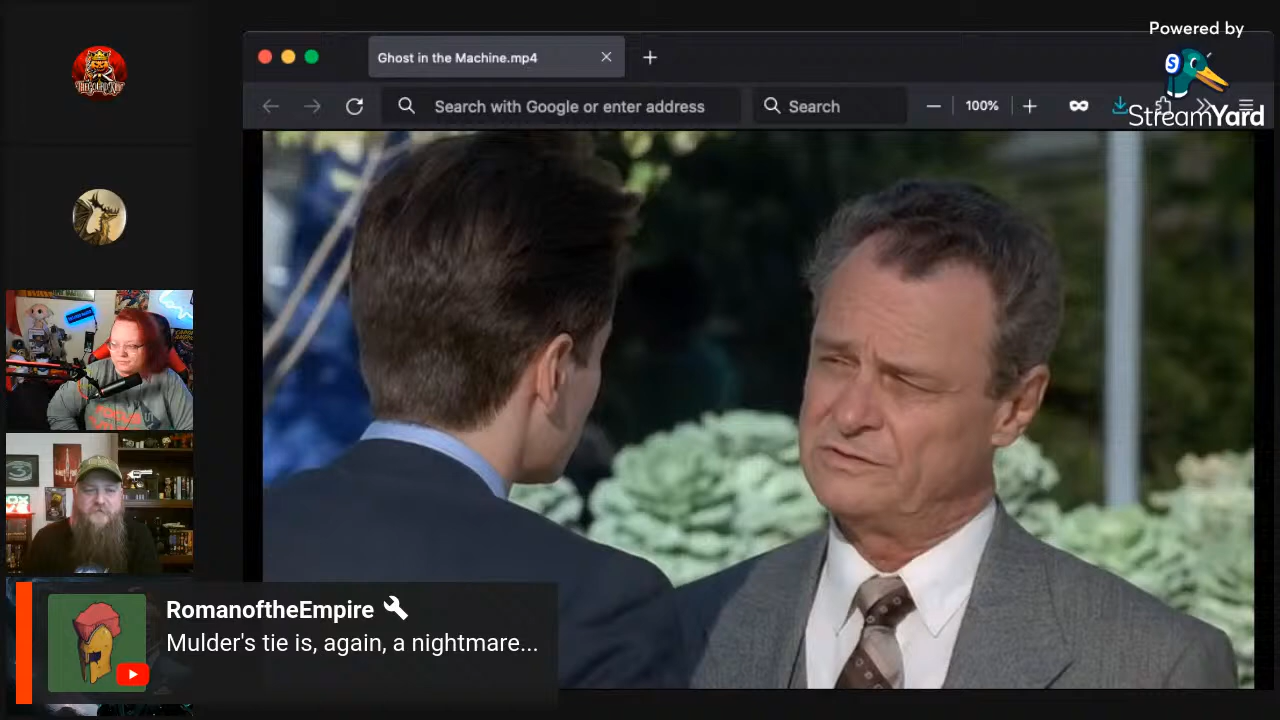 Powered by
StreamYard
Ghost in the Machine.mp4
Search with Google or enter address
Search
100%
RomanoftheEmpire
Mulder's tie is, again, a nightmare...